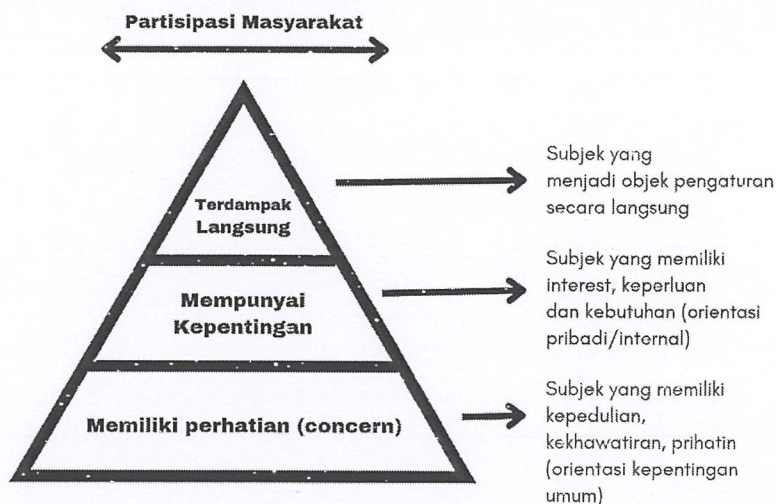 Partisipasi Masyarakat
Terdampak
Langsung
Subjek yang
menjadi objek pengaturan
secara langsung
Mempunyai
Kepentingan
Subjek yang memiliki
interest, keperluan
dan kebutuhan (orientasi
pribadi/internal)
Memiliki perhatian (concern)
Subjek yang memiliki
kepedulian,
kekhawatiran, prihatin
(orientasi kepentingan
umum)